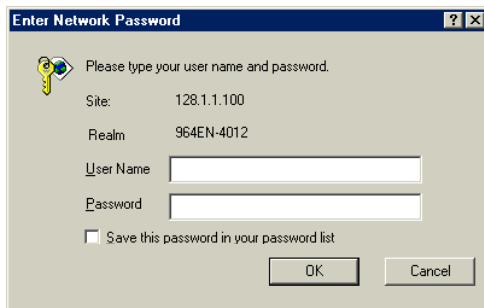 Enter Network Password
? X
Please type your user name and password.
Site: 128.1.1.100
Realm 964EN-4012
User Name
Password
Save this password in your password list
OK Cancel